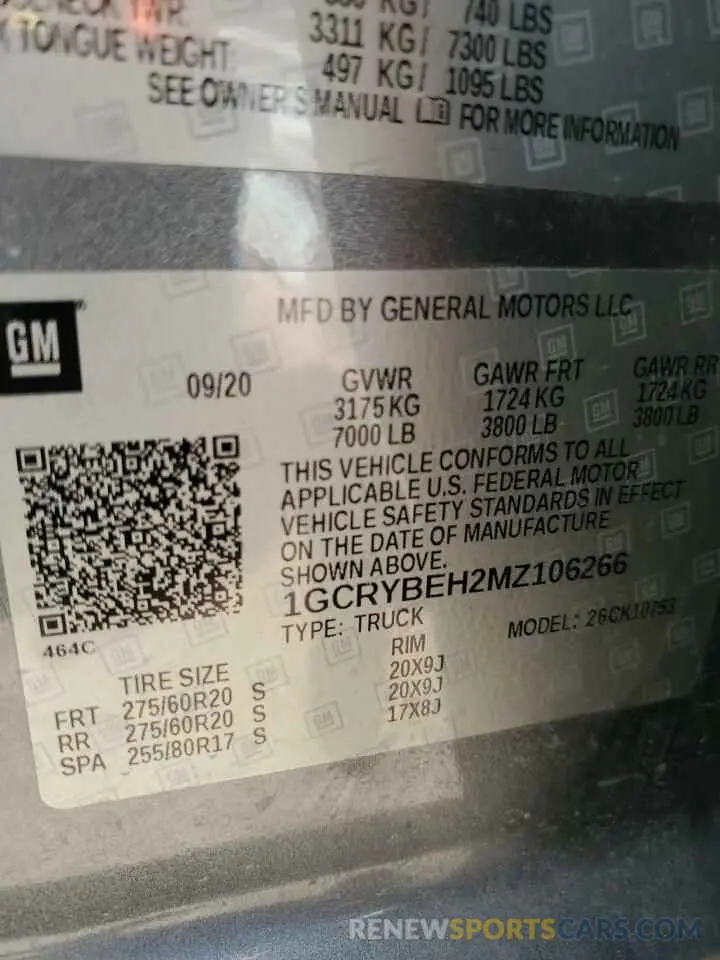 TWR:
KG/ 740 LBS
TONGUE WEIGHT: 3311 KG/ 7300 LBS
497 KG/ 1095 LBS
SEE OWNER'S MANUAL FOR MORE INFORMATION
MFD BY GENERAL MOTORS LLC
GM
09/20
GVWR GAWR FRT GAWR RR
3175 KG 1724 KG 1724 KG
7000 LB 3800 LB 3800 LB
THIS VEHICLE CONFORMS TO ALL
APPLICABLE U.S. FEDERAL MOTOR
VEHICLE SAFETY STANDARDS IN EFFECT
ON THE DATE OF MANUFACTURE
SHOWN ABOVE.
1GCRYBEH2MZ106266
464C
TYPE: TRUCK MODEL: 26CK10753
TIRE SIZE RIM
FRT 275/60R20 S 20X9J
RR 275/60R20 S 20X9J
SPA 255/80R17 S 17X8J
RENEWSPORTSCARS.COM